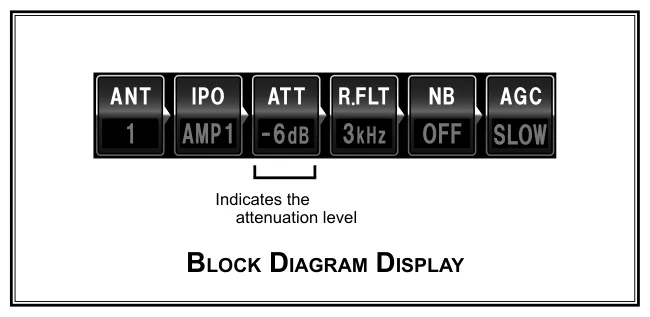 ANT IPO ATT R.FLT NB AGC
1 AMP1 -6dB 3kHz OFF SLOW
Indicates the
attenuation level
BLOCK DIAGRAM DISPLAY